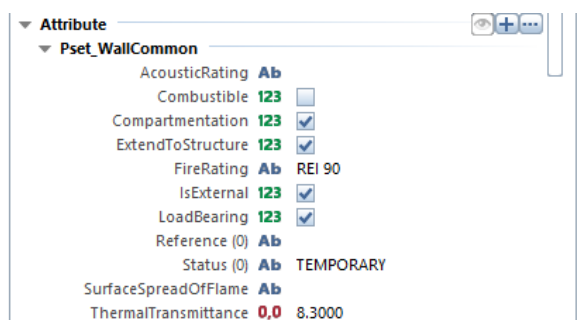 Attribute
Pset_WallCommon
AcousticRating Ab
Combustible 123
Compartmentation 123
ExtendToStructure 123
FireRating Ab REI 90
IsExternal 123
LoadBearing 123
Reference (0) Ab
Status (0) Ab TEMPORARY
SurfaceSpreadOfFlame Ab
ThermalTransmittance 0,0 8.3000